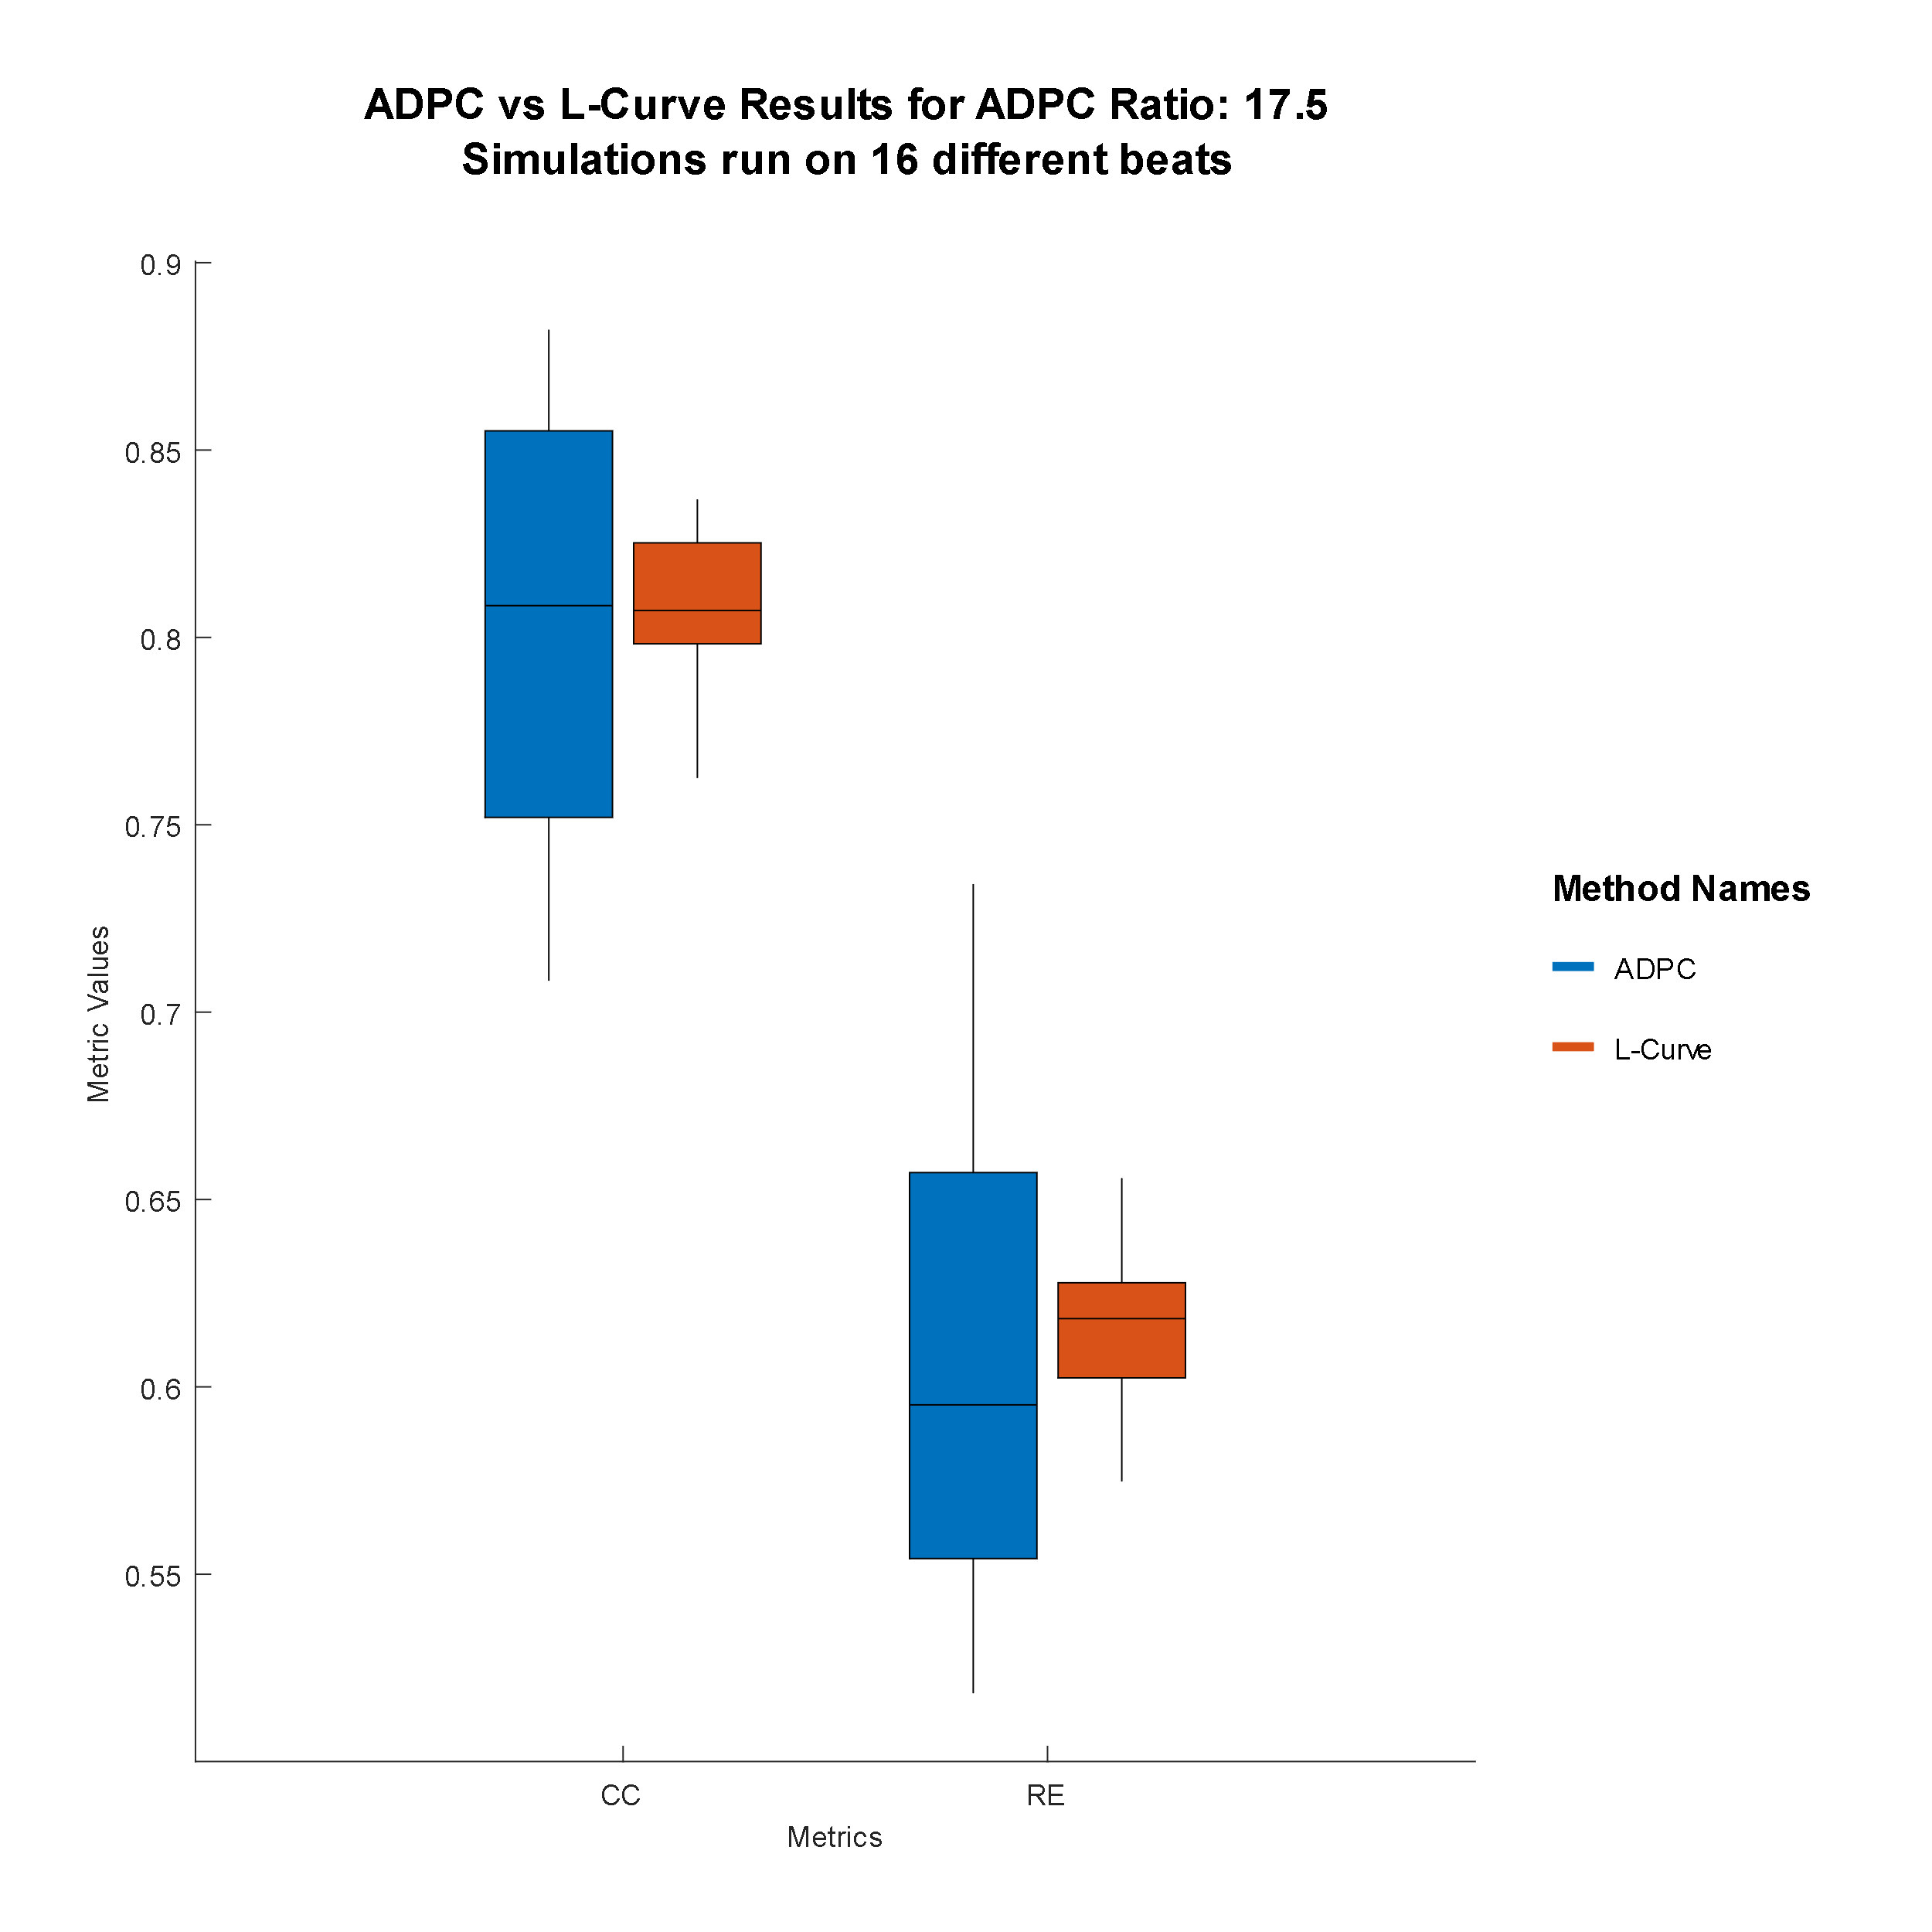 ADPC vs L-Curve Results for ADPC Ratio: 17.5
Simulations run on 16 different beats
0.9
0.85
0.8
0.75
0.7
0.65
0.6
0.55
Metric Values
CC
RE
Metrics
Method Names
ADPC
L-Curve